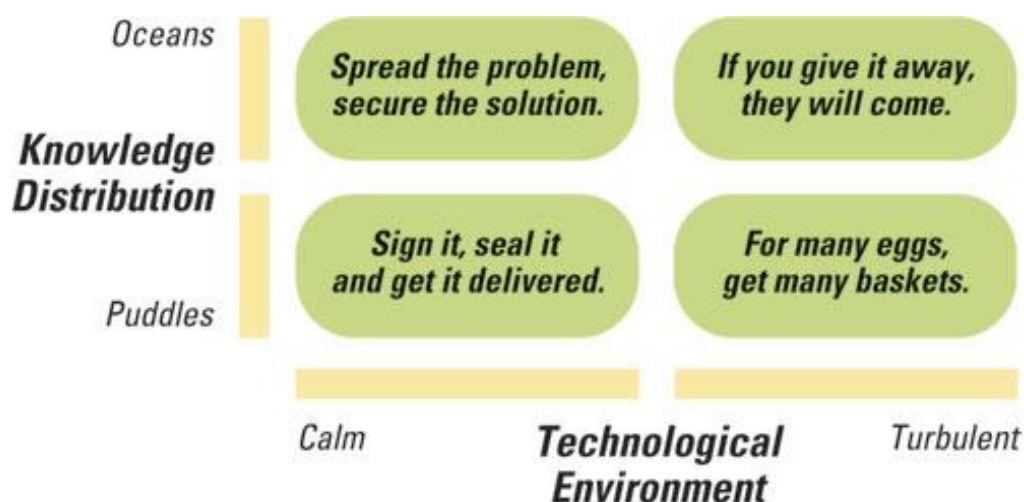 Oceans
Knowledge
Distribution
Puddles
Spread the problem,
secure the solution.
If you give it away,
they will come.
Sign it, seal it
and get it delivered.
For many eggs,
get many baskets.
Calm
Technological
Environment
Turbulent